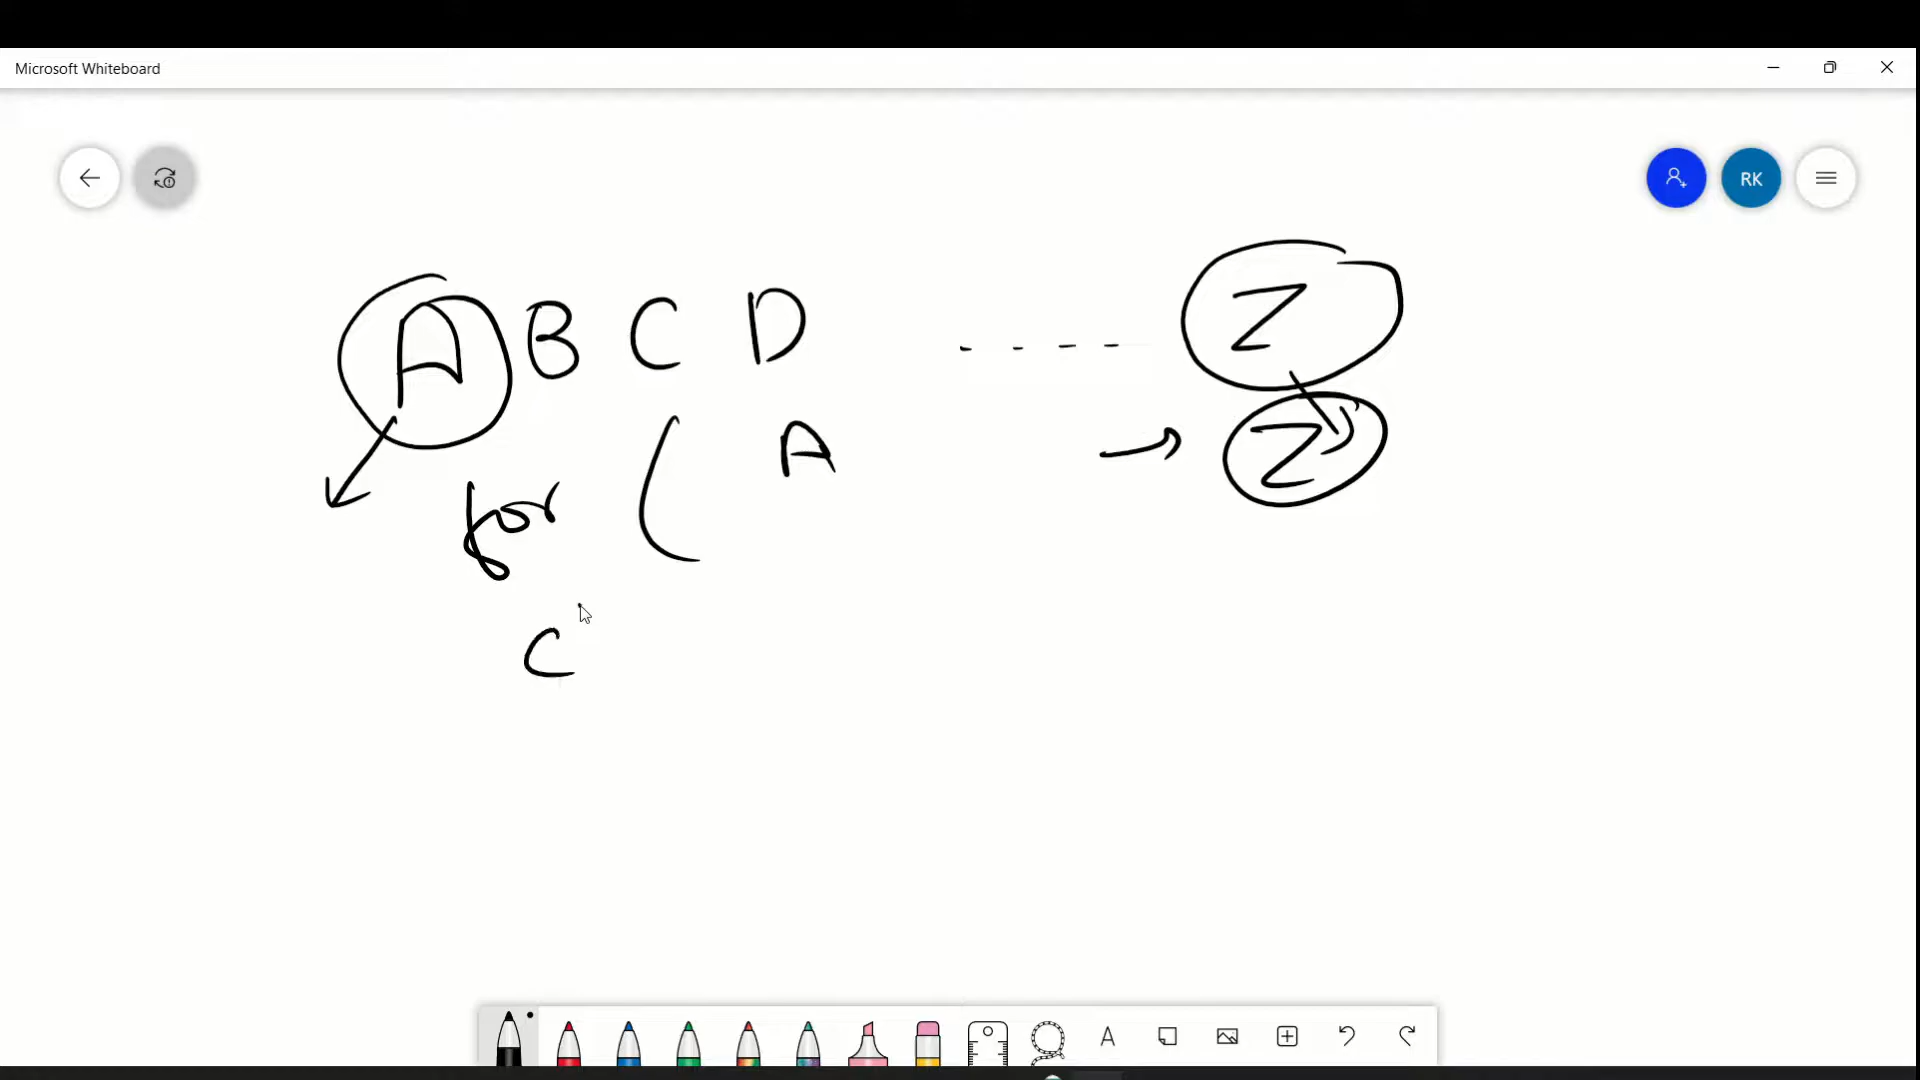 Microsoft Whiteboard
RK
A B C D - - - - Z
for ( A → Z
C
A